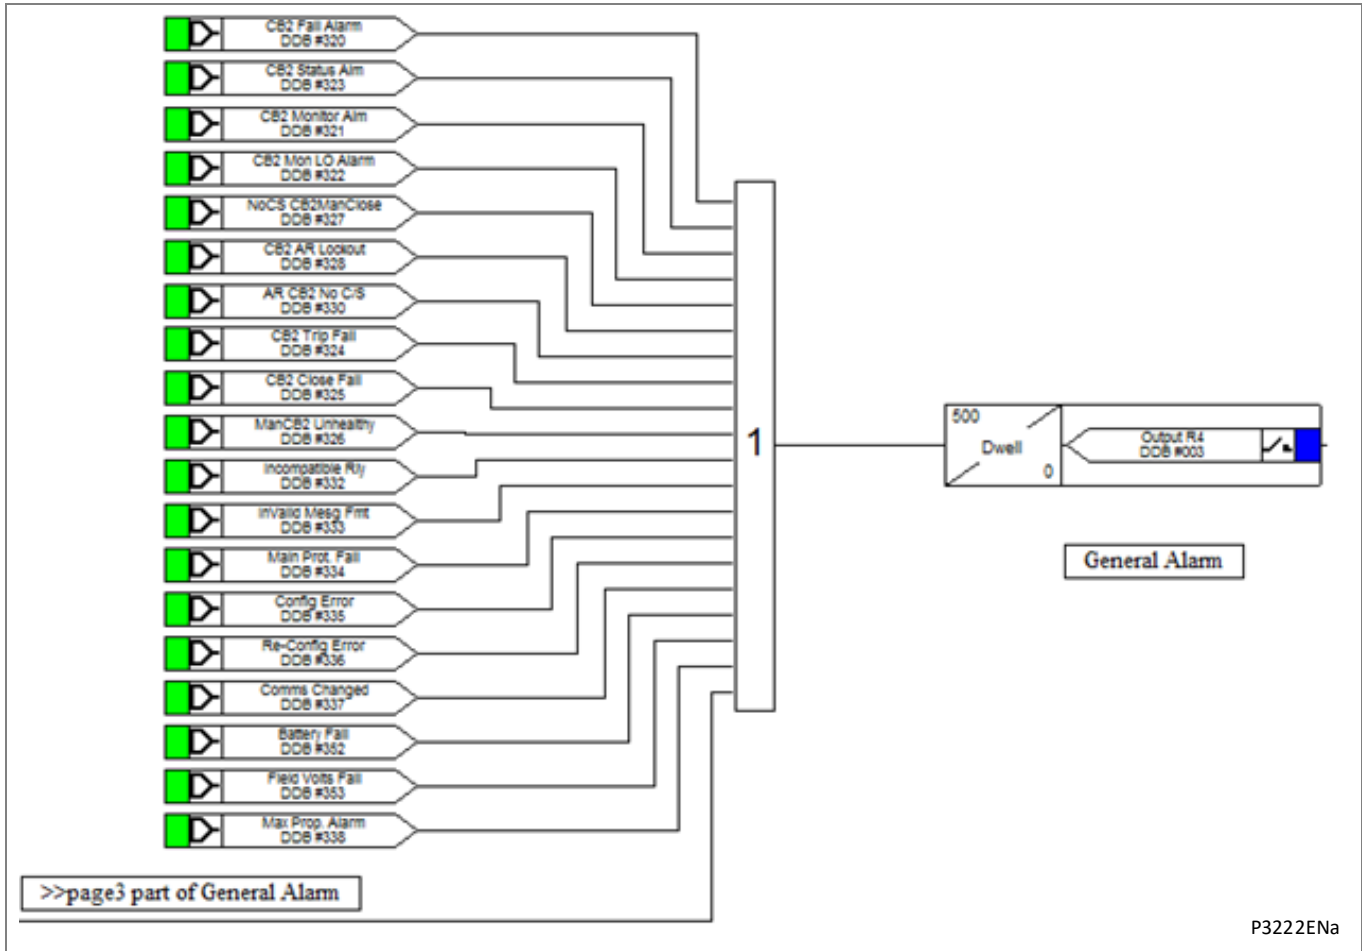 CB2 Fail Alarm
DDB #320
CB2 Status Alm
DDB #323
CB2 Monitor Alm
DDB #321
CB2 Mon LO Alarm
DDB #322
NoCS CB2ManClose
DDB #327
CB2 AR Lockout
DDB #328
AR CB2 No C/S
DDB #330
CB2 Trip Fail
DDB #324
CB2 Close Fail
DDB #325
ManCB2 Unhealthy
DDB #326
Incompatible Rly
DDB #332
InValid Mesg Fmt
DDB #333
Main Prot. Fail
DDB #334
Config Error
DDB #335
Re-Config Error
DDB #336
Comms Changed
DDB #337
Battery Fail
DDB #352
Field Volts Fail
DDB #353
Max Prop. Alarm
DDB #338
1
500
Dwell
0
Output R4
DDB #003
General Alarm
>>page3 part of General Alarm
P3222ENa